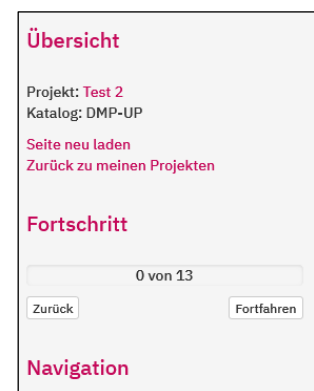 Übersicht
Projekt: Test 2
Katalog: DMP-UP
Seite neu laden
Zurück zu meinen Projekten
Fortschritt
0 von 13
Zurück Fortfahren
Navigation